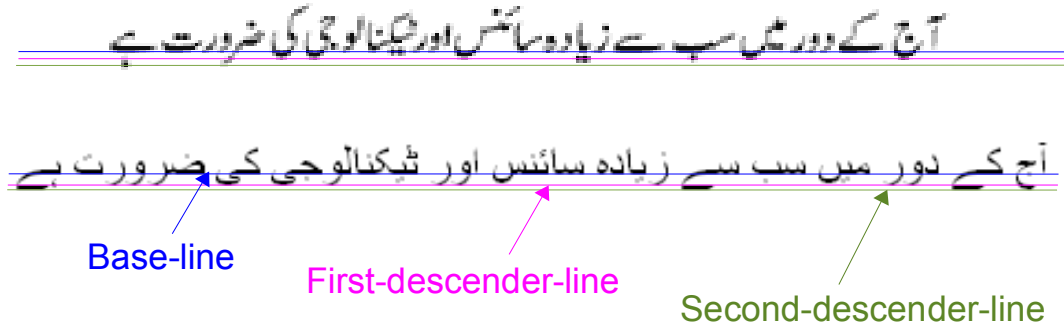 آج کے دور میں سب سے زیادہ سائنس اور ٹیکنالوجی کی ضرورت ہے
آج کے دور میں سب سے زیادہ سائنس اور ٹیکنالوجی کی ضرورت ہے
Base-line
First-descender-line
Second-descender-line